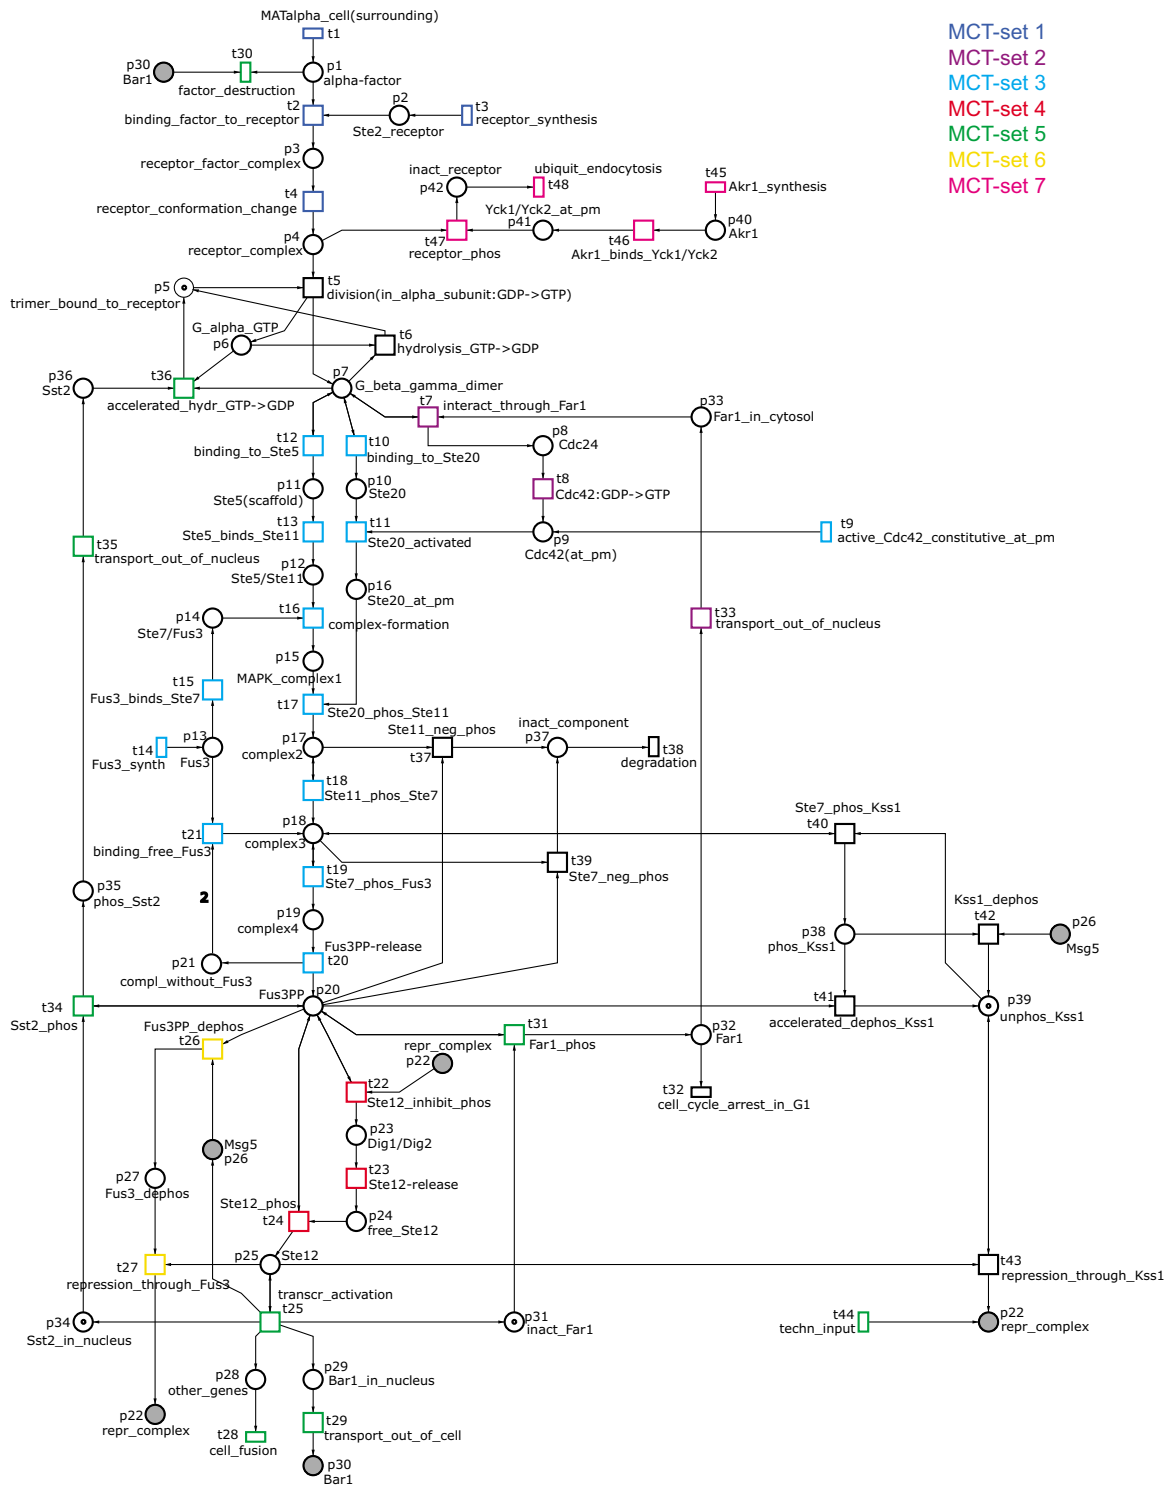 MATalpha_cell(surrounding)
t1
MCT-set 1
MCT-set 2
MCT-set 3
MCT-set 4
MCT-set 5
MCT-set 6
MCT-set 7
p30
Bar1
t30
factor_destruction
p1
alpha-factor
t2
binding_factor_to_receptor
p2
Ste2_receptor
t3
receptor_synthesis
p3
receptor_factor_complex
inact_receptor
p42
ubiquit_endocytosis
t48
t45
Akr1_synthesis
t4
receptor_conformation_change
Yck1/Yck2_at_pm
p41
p40
Akr1
p4
receptor_complex
t47
receptor_phos
t46
Akr1_binds_Yck1/Yck2
p5
trimer_bound_to_receptor
t5
division(in_alpha_subunit:GDP->GTP)
G_alpha_GTP
p6
t6
hydrolysis_GTP->GDP
p36
Sst2
t36
accelerated_hydr_GTP->GDP
p7
G_beta_gamma_dimer
t7
interact_through_Far1
p33
Far1_in_cytosol
t12
binding_to_Ste5
t10
binding_to_Ste20
p8
Cdc24
p11
Ste5(scaffold)
p10
Ste20
t8
Cdc42:GDP->GTP
t13
Ste5_binds_Ste11
t11
Ste20_activated
p9
Cdc42(at_pm)
t9
active_Cdc42_constitutive_at_pm
t35
transport_out_of_nucleus
p12
Ste5/Ste11
p16
Ste20_at_pm
p14
Ste7/Fus3
t16
complex-formation
t33
transport_out_of_nucleus
p15
MAPK_complex1
t15
Fus3_binds_Ste7
t17
Ste20_phos_Ste11
t14
Fus3_synth
p13
Fus3
p17
complex2
Ste11_neg_phos
t37
inact_component
p37
t38
degradation
t18
Ste11_phos_Ste7
t21
binding_free_Fus3
p18
complex3
Ste7_phos_Kss1
t40
t19
Ste7_phos_Fus3
t39
Ste7_neg_phos
p35
phos_Sst2
2
p19
complex4
Kss1_dephos
t42
p38
phos_Kss1
p26
Msg5
p21
compl_without_Fus3
Fus3PP-release
t20
t34
Sst2_phos
Fus3PP
p20
t41
accelerated_dephos_Kss1
p39
unphos_Kss1
Fus3PP_dephos
t26
repr_complex
p22
t31
Far1_phos
p32
Far1
t22
Ste12_inhibit_phos
t32
cell_cycle_arrest_in_G1
Msg5
p26
p23
Dig1/Dig2
p27
Fus3_dephos
t23
Ste12-release
Ste12_phos
t24
p24
free_Ste12
p25
Ste12
t27
repression_through_Fus3
t43
repression_through_Kss1
transcr_activation
t25
p34
Sst2_in_nucleus
p31
inact_Far1
t44
techn_input
p22
repr_complex
p28
other_genes
p29
Bar1_in_nucleus
p22
repr_complex
t28
cell_fusion
t29
transport_out_of_cell
p30
Bar1